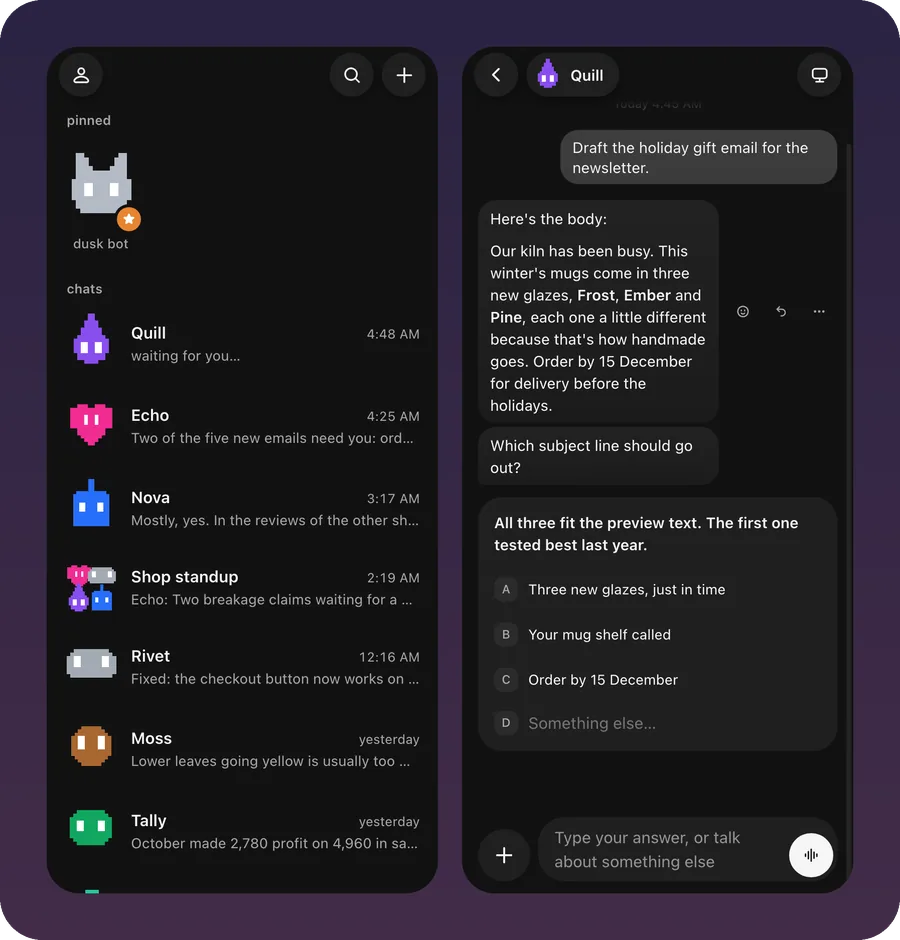 pinned
dusk bot
chats
Quill
4:48 AM
waiting for you...
Echo
4:25 AM
Two of the five new emails need you: ord...
Nova
3:17 AM
Mostly, yes. In the reviews of the other sh...
Shop standup
2:19 AM
Echo: Two breakage claims waiting for a ...
Rivet
12:16 AM
Fixed: the checkout button now works on ...
Moss
yesterday
Lower leaves going yellow is usually too ...
Tally
yesterday
October made 2,780 profit on 4,960 in sa...
Quill
Today 4:45 AM
Draft the holiday gift email for the
newsletter.
Here's the body:
Our kiln has been busy. This
winter's mugs come in three
new glazes, Frost, Ember and
Pine, each one a little different
because that's how handmade
goes. Order by 15 December
for delivery before the
holidays.
Which subject line should go
out?
All three fit the preview text. The first one
tested best last year.
A Three new glazes, just in time
B Your mug shelf called
C Order by 15 December
D Something else...
Type your answer, or talk
about something else